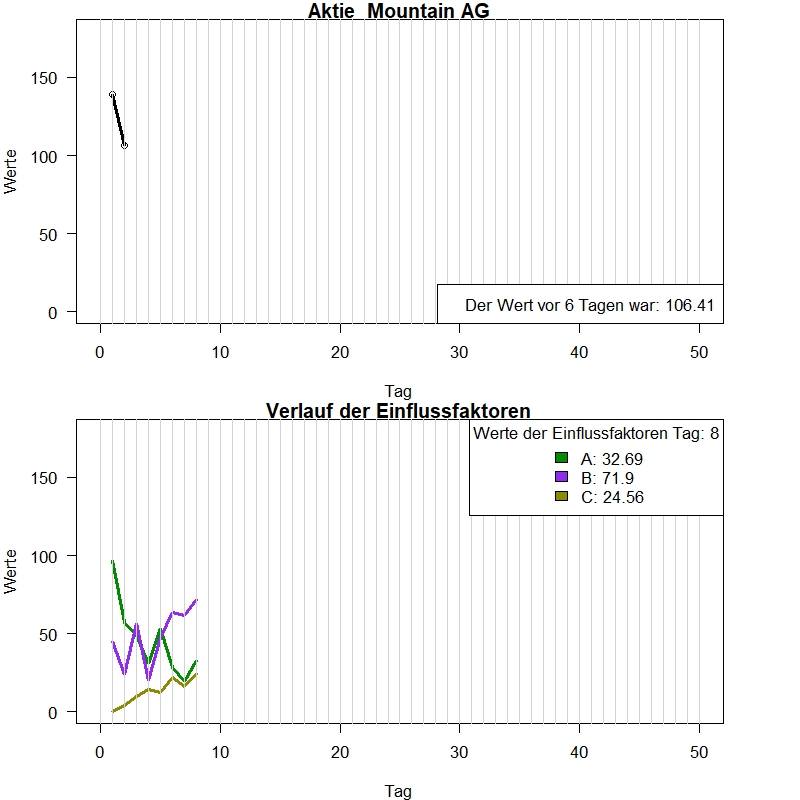 Aktie  Mountain AG
Werte
150
100
50
0
Der Wert vor 6 Tagen war: 106.41
0 10 20 30 40 50
Tag
Verlauf der Einflussfaktoren
Werte
150
100
50
0
Werte der Einflussfaktoren Tag: 8
A: 32.69
B: 71.9
C: 24.56
0 10 20 30 40 50
Tag